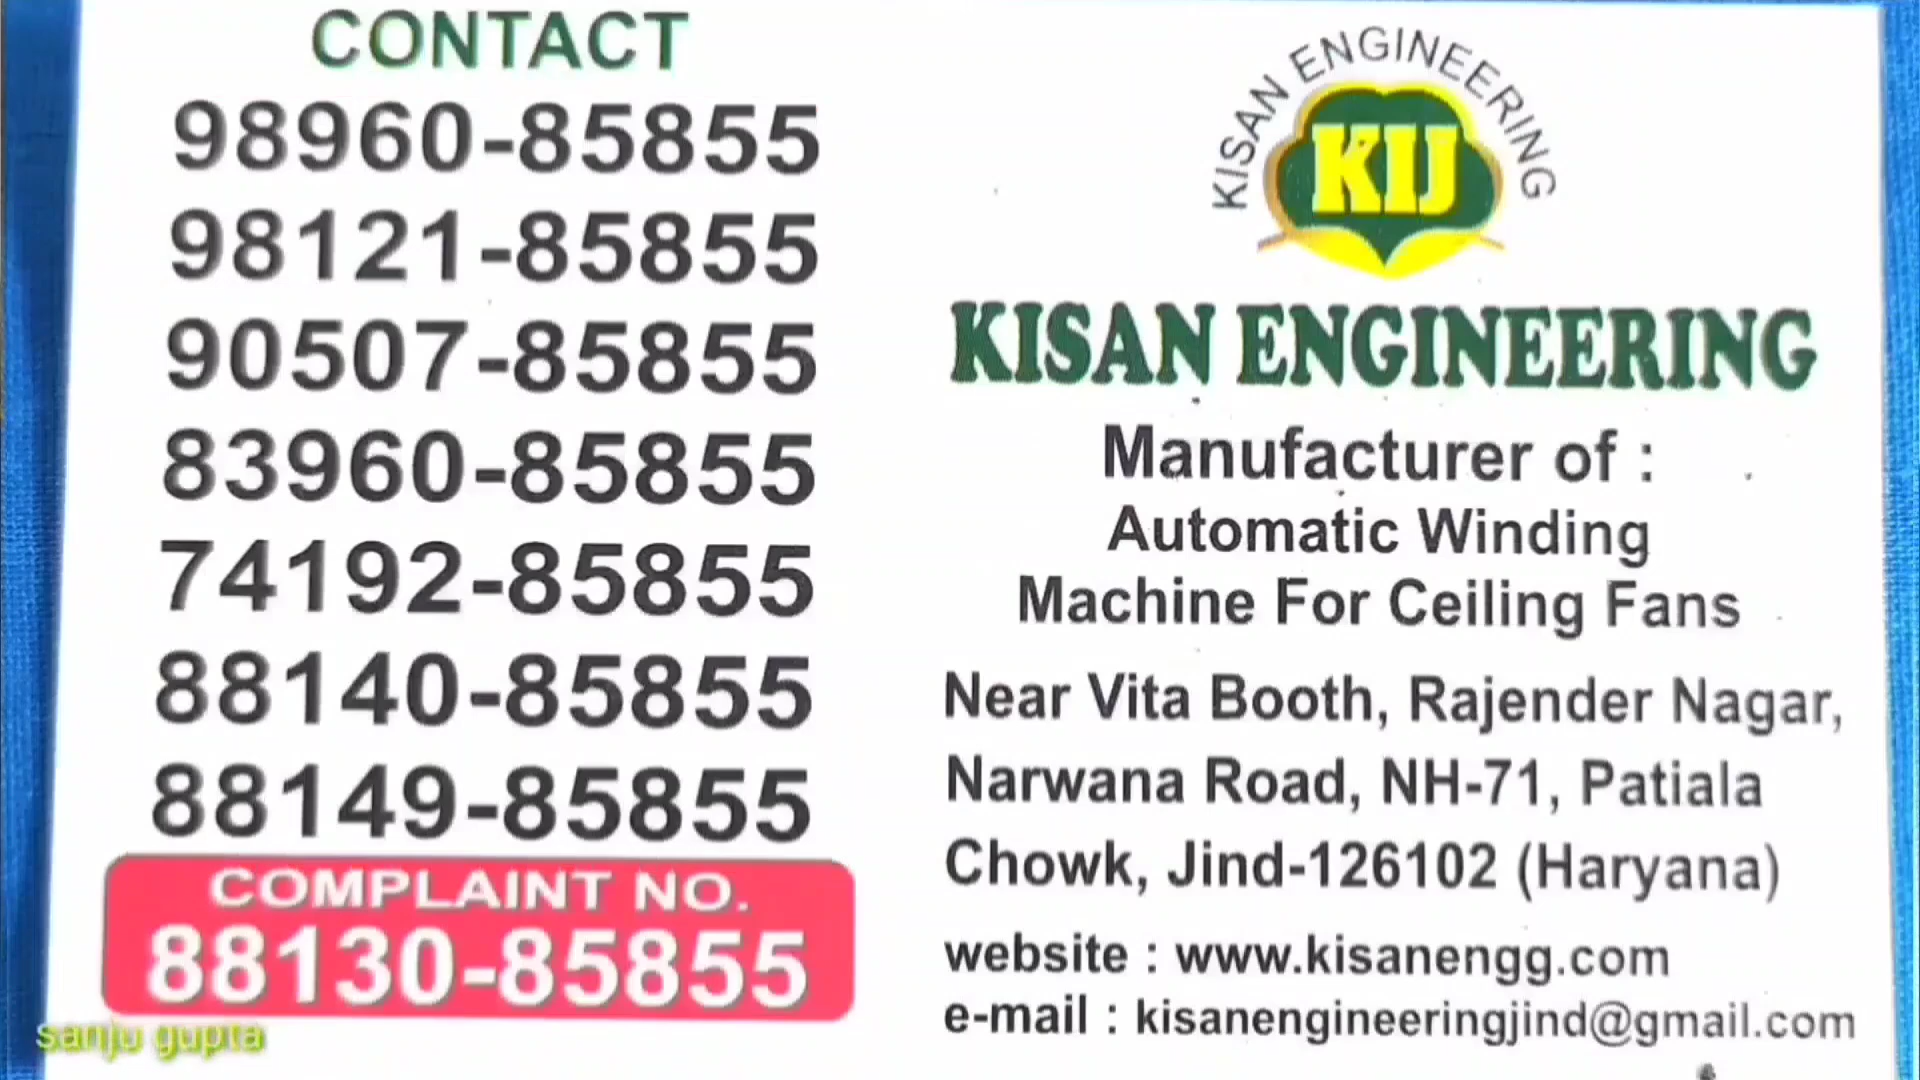 CONTACT
98960-85855
98121-85855
90507-85855
83960-85855
74192-85855
88140-85855
88149-85855
COMPLAINT NO.
88130-85855
sanju gupta
KISAN ENGINEERING
KIJ
KISAN ENGINEERING
Manufacturer of :
Automatic Winding
Machine For Ceiling Fans
Near Vita Booth, Rajender Nagar,
Narwana Road, NH-71, Patiala
Chowk, Jind-126102 (Haryana)
website : www.kisanengg.com
e-mail : kisanengineeringjind@gmail.com